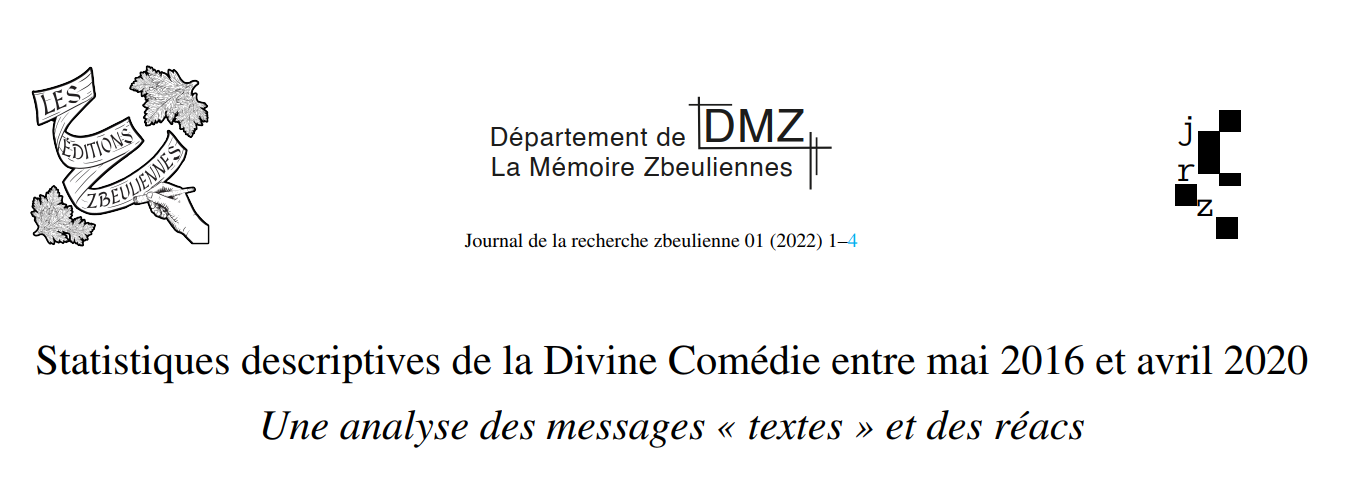 LES
ÉDITIONS
ZBEULIENNES
Département de DMZ
La Mémoire Zbeuliennes
j
r
z
Journal de la recherche zbeulienne 01 (2022) 1–4
Statistiques descriptives de la Divine Comédie entre mai 2016 et avril 2020
Une analyse des messages « textes » et des réacs